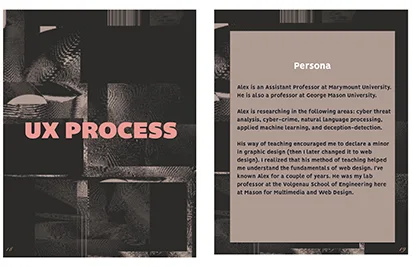 UX PROCESS
18
Persona
Alex is an Assistant Professor at Marymount University.
He is also a professor at George Mason University.
Alex is researching in the following areas: cyber threat
analysis, cyber-crime, natural language processing,
applied machine learning, and deception-detection.
His way of teaching encouraged me to declare a minor
in graphic design (then i later changed it to web
design). I realized that his method of teaching helped
me understand the fundamentals of web design. I've
known Alex for a couple of years. He was my lab
professor at the Volgenau School of Engineering here
at Mason for Multimedia and Web Design.
19